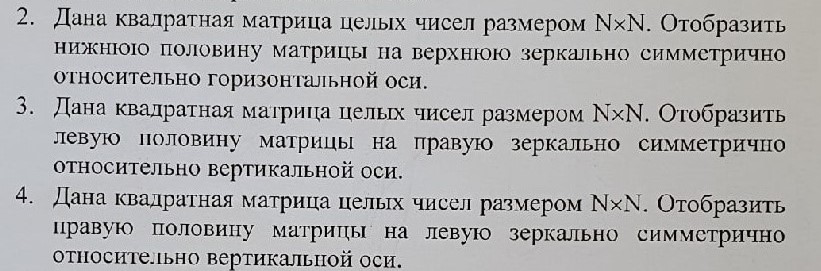 2. Дана квадратная матрица целых чисел размером N×N. Отобразить
нижнюю половину матрицы на верхнюю зеркально симметрично
относительно горизонтальной оси.
3. Дана квадратная матрица целых чисел размером N×N. Отобразить
левую половину матрицы на правую зеркально симметрично
относительно вертикальной оси.
4. Дана квадратная матрица целых чисел размером N×N. Отобразить
правую половину матрицы на левую зеркально симметрично
относительно вертикальной оси.